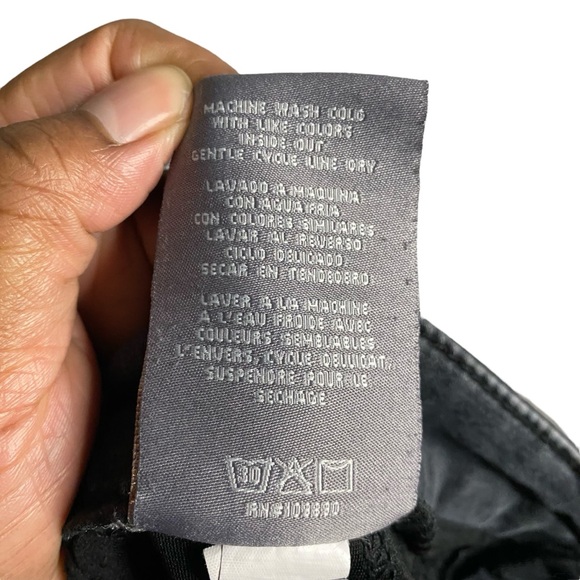 MACHINE WASH COLD
WITH LIKE COLORS
INSIDE OUT
GENTLE CYCLE LINE DRY
LAVADO A MAQUINA
CON AGUA FRIA
CON COLORES SIMILARES
LAVAR AL REVERSO,
CICLO DELICADO
SECAR EN TENDEDERO
LAVER A LA MACHINE
A L'EAU FROIDE AVEC
COULEURS SEMBLABLES
L'ENVERS, CYCLE DELICAT,
SUSPENDRE POUR LE
SECHAGE
30
RN#109390